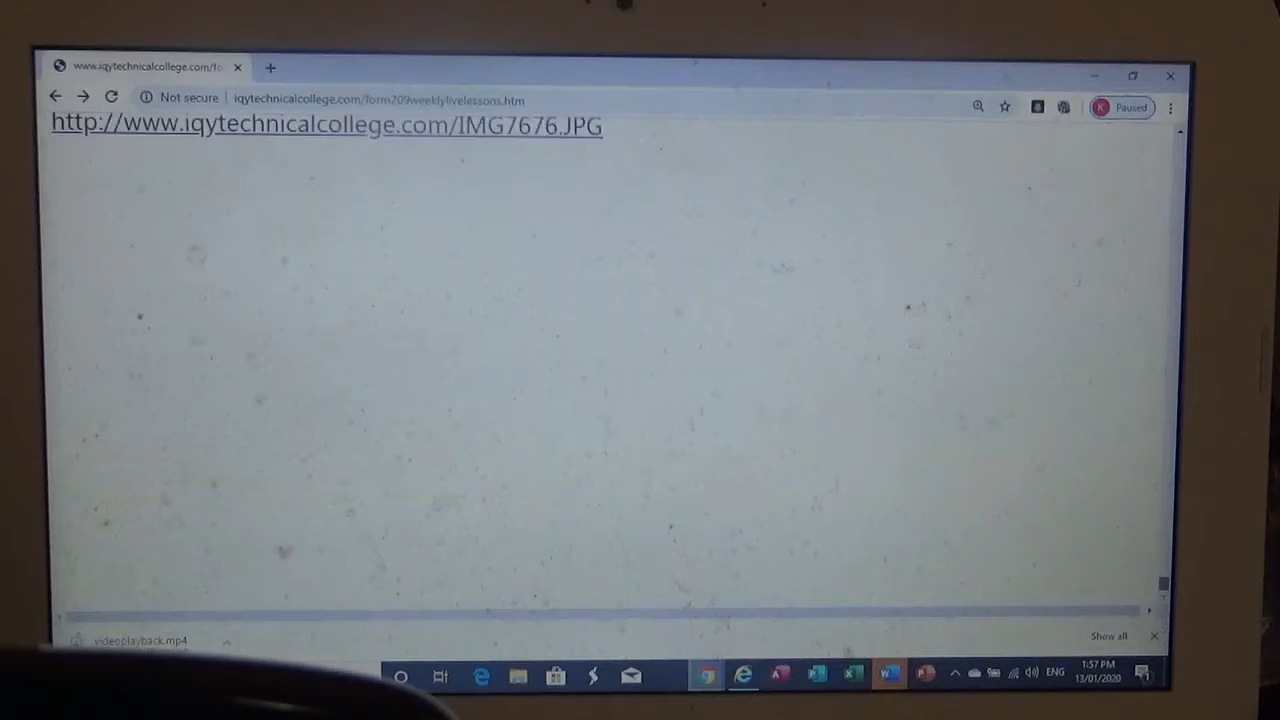 www.iqytechnicalcollege.com/fo
Not secure | iqytechnicalcollege.com/form209weeklylivelessons.htm
K Paused
http://www.iqytechnicalcollege.com/IMG7676.JPG
videoplayback.mp4
Show all
ENG
1:57 PM
13/01/2020